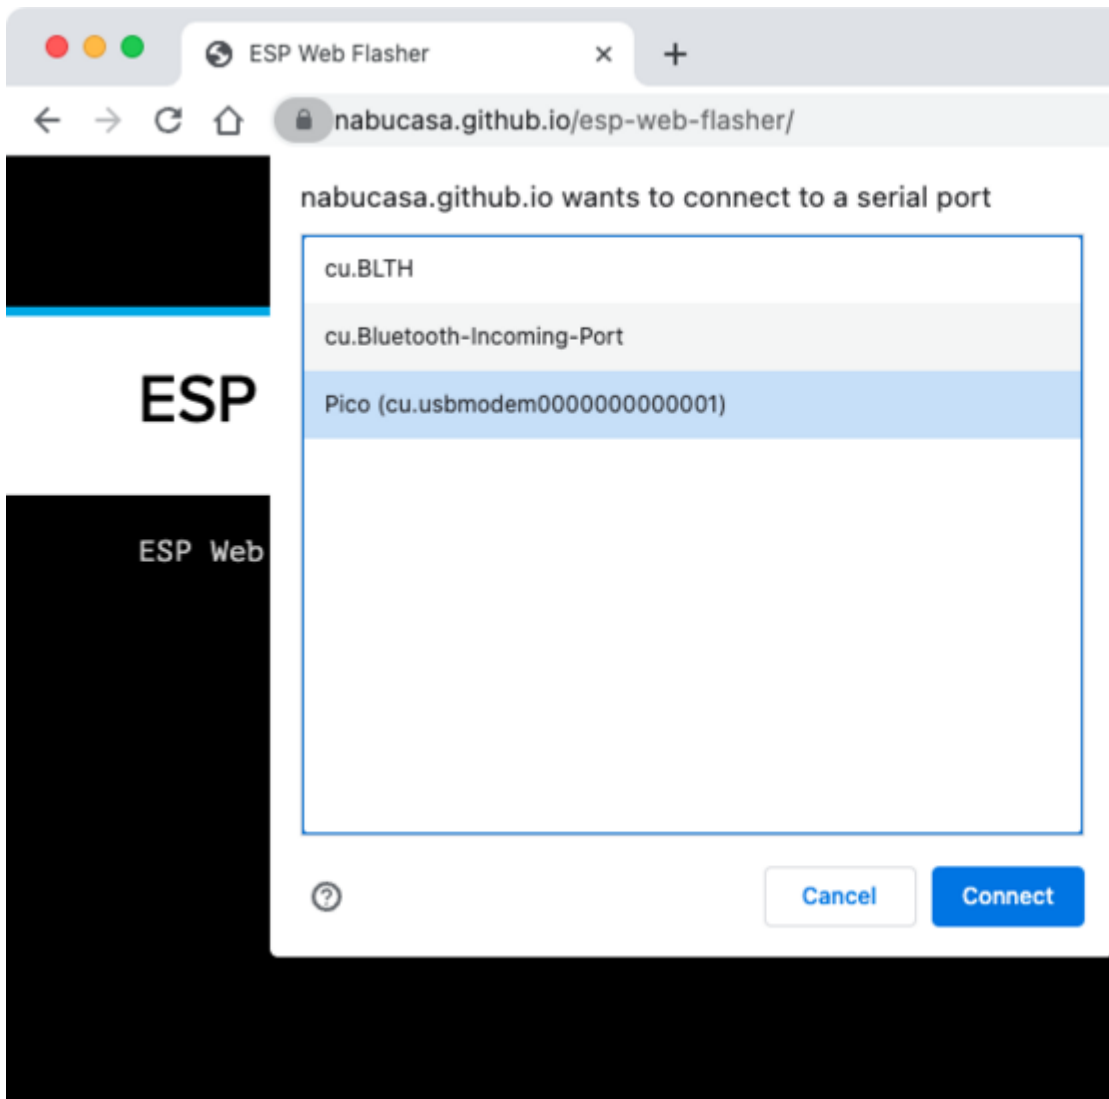 ESP Web Flasher
nabucasa.github.io/esp-web-flasher/
nabucasa.github.io wants to connect to a serial port
cu.BLTH
cu.Bluetooth-Incoming-Port
Pico (cu.usbmodem0000000000001)
ESP
ESP Web
Cancel Connect